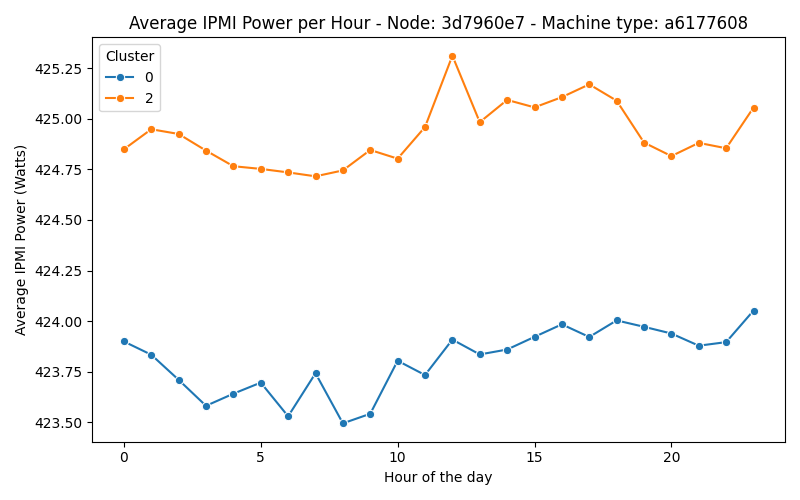 Average IPMI Power per Hour - Node: 3d7960e7 - Machine type: a6177608
Cluster
0
2
425.25
425.00
424.75
424.50
424.25
424.00
423.75
423.50
Average IPMI Power (Watts)
0 5 10 15 20
Hour of the day